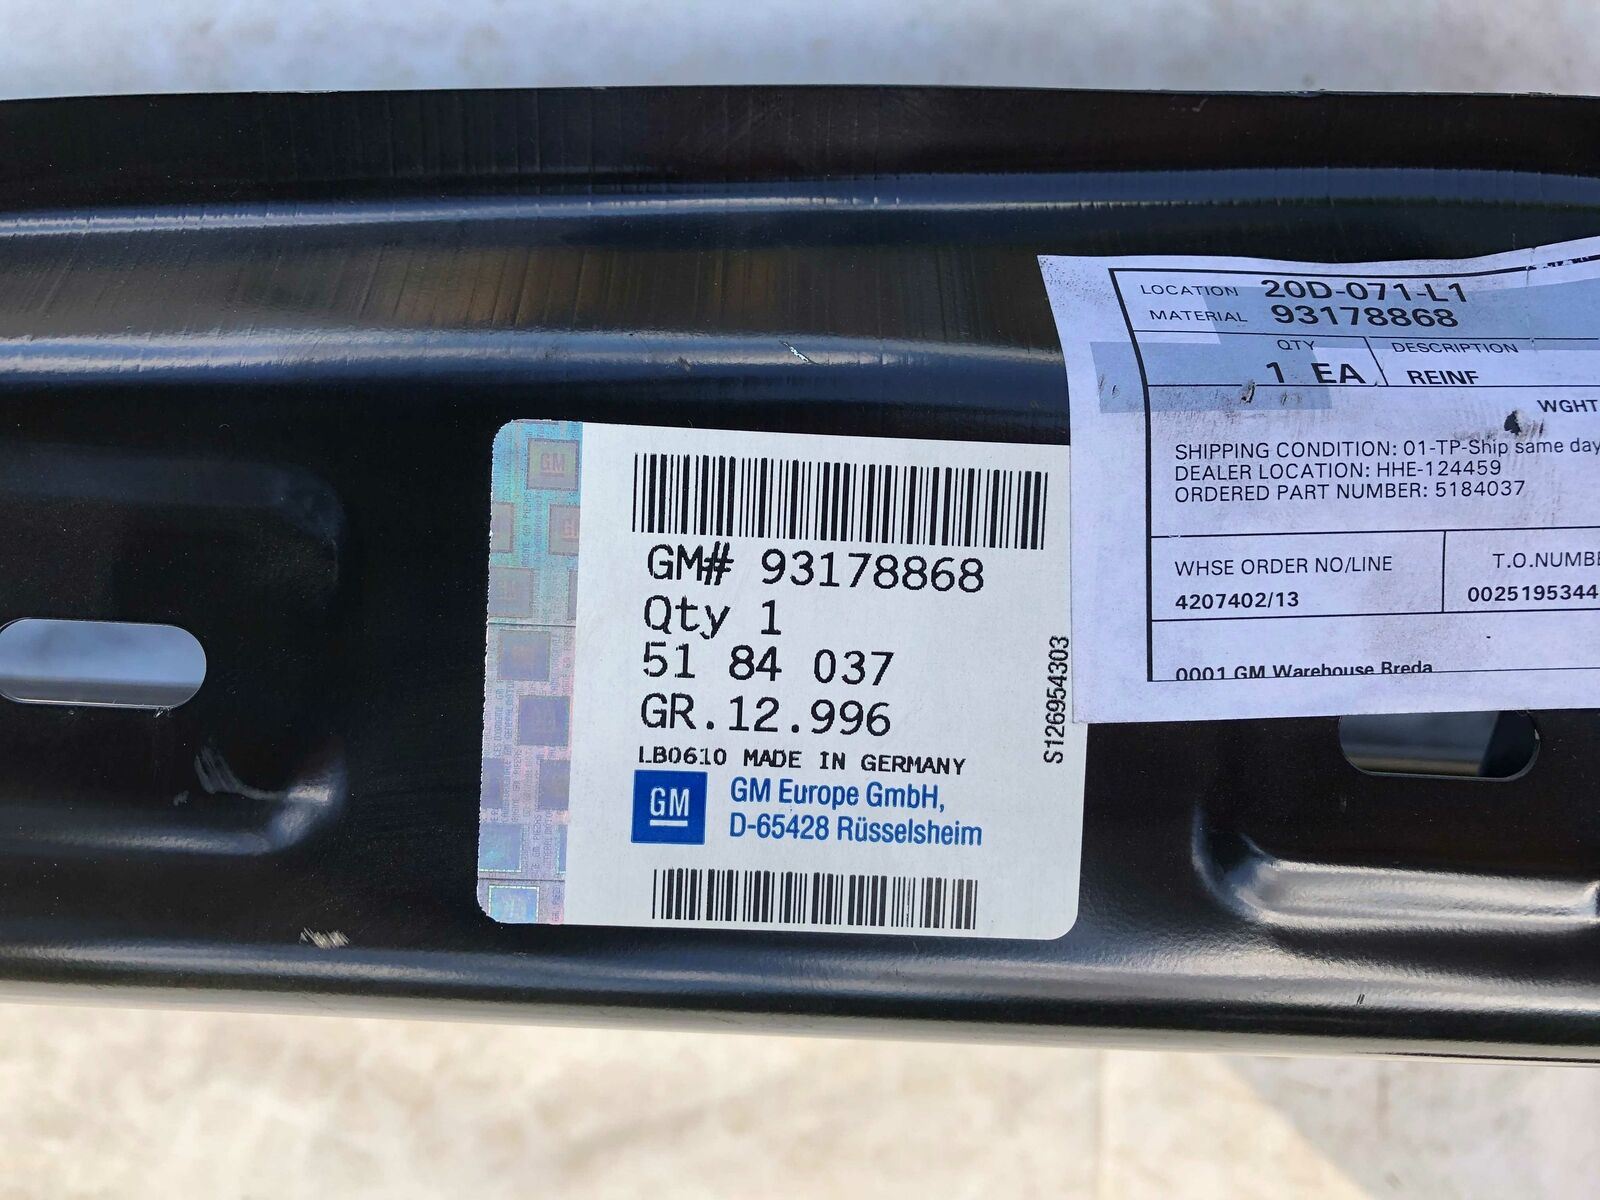 LOCATION 20D-071-L1
MATERIAL 93178868
QTY DESCRIPTION
1 EA REINF
WGHT
SHIPPING CONDITION: 01-TP-Ship same day
DEALER LOCATION: HHE-124459
ORDERED PART NUMBER: 5184037
WHSE ORDER NO/LINE T.O.NUMBE
4207402/13 0025195344
0001 GM Warehouse Breda
GM
GM# 93178868
Qty 1
51 84 037
GR.12.996
LB0610 MADE IN GERMANY
GM GM Europe GmbH,
D-65428 Rüsselsheim
S126954303